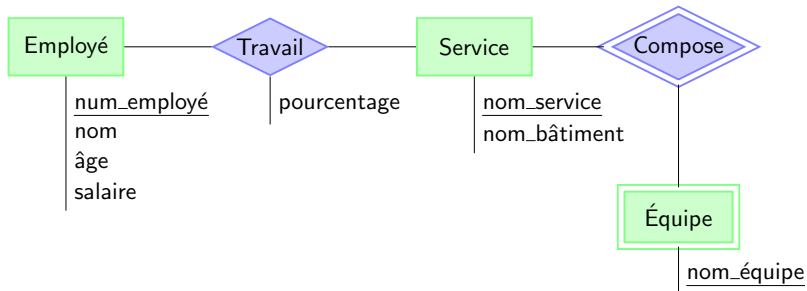 Employé
Travail
Service
Compose
num_employé
nom
âge
salaire
pourcentage
nom_service
nom_bâtiment
Équipe
nom_équipe